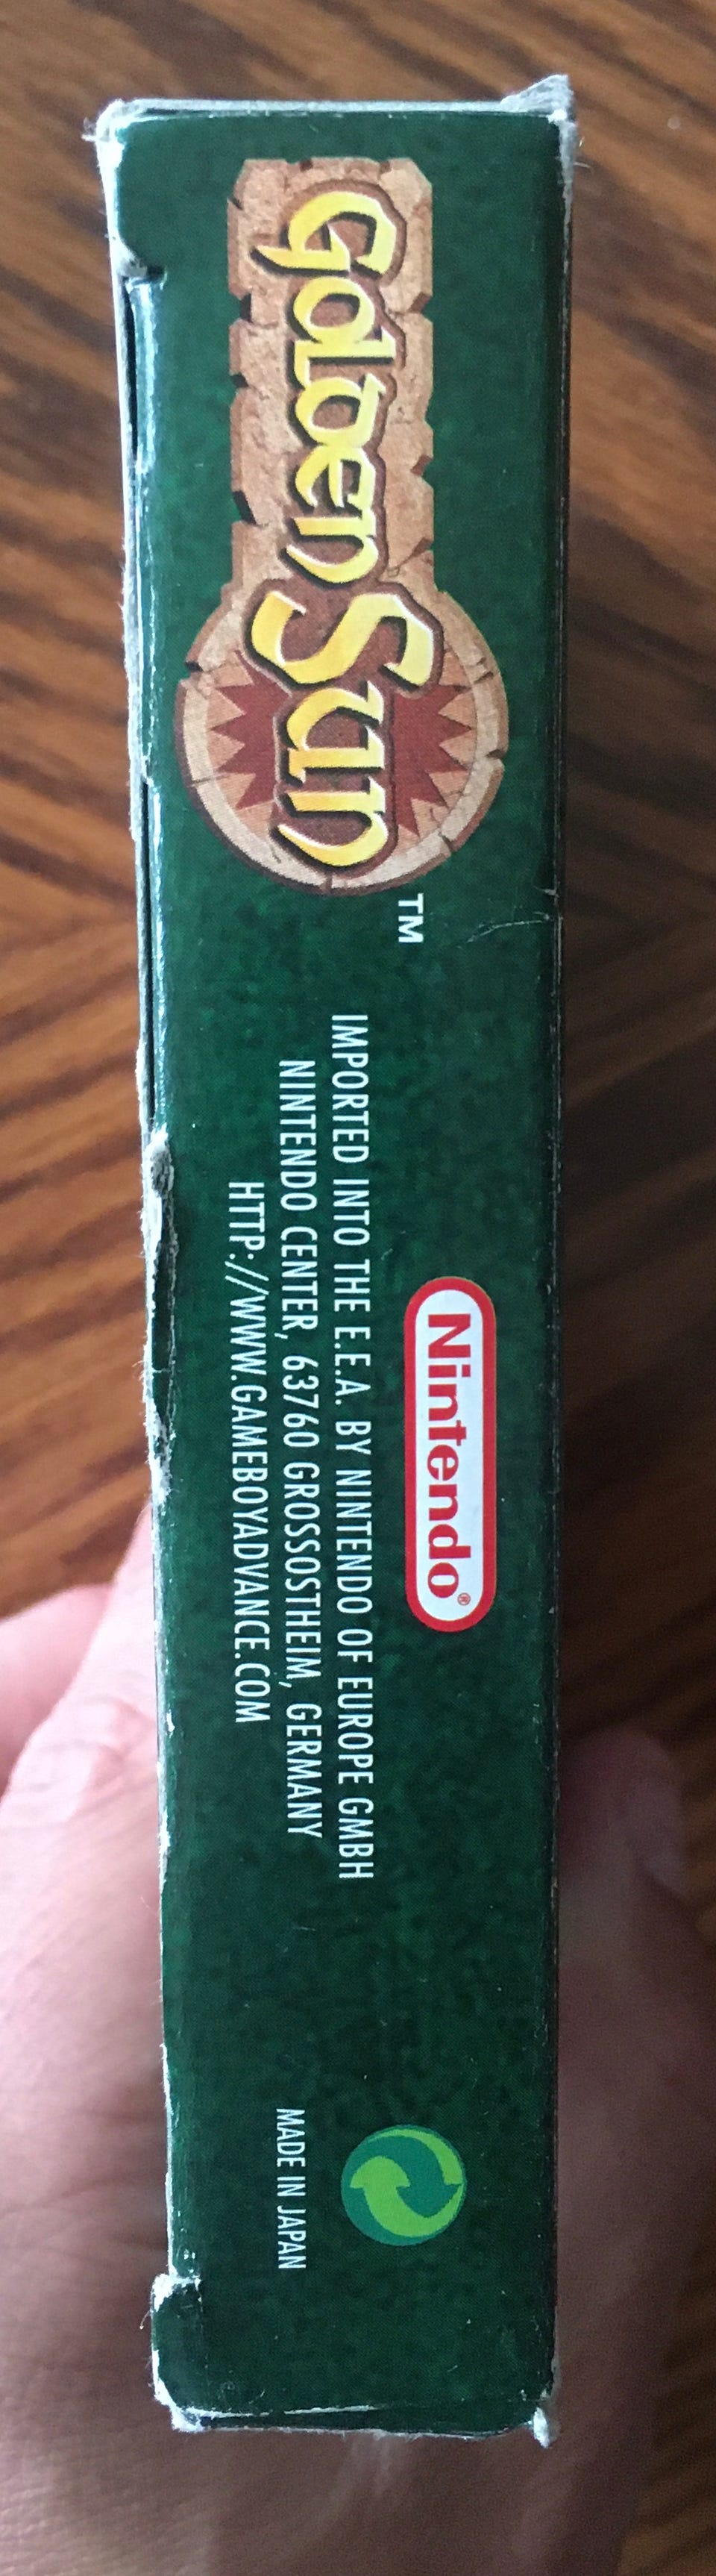 Golden Sun
TM
Nintendo®
IMPORTED INTO THE E.E.A. BY NINTENDO OF EUROPE GMBH
NINTENDO CENTER, 63760 GROSSOSTHEIM, GERMANY
HTTP://WWW.GAMEBOYADVANCE.COM
MADE IN JAPAN